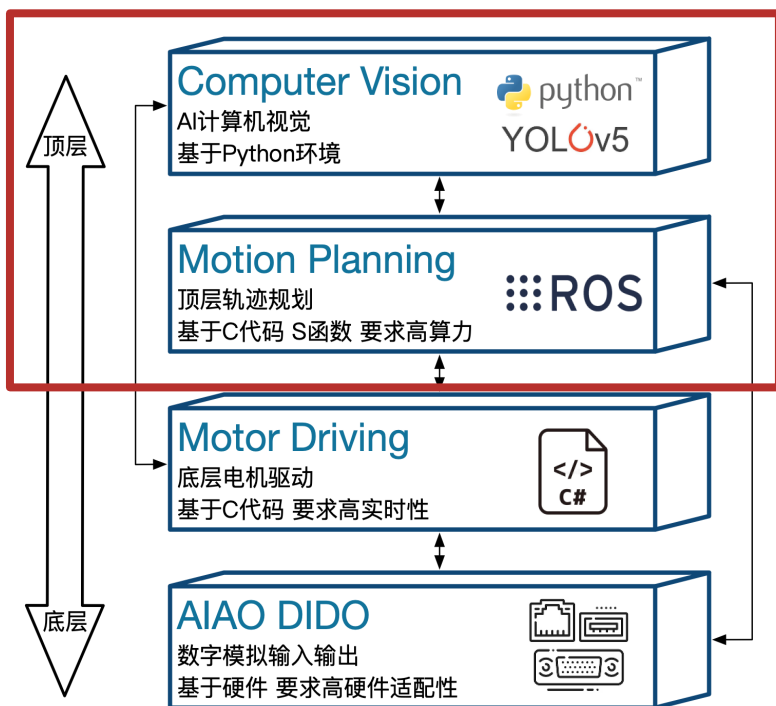 Computer Vision
AI计算机视觉
基于Python环境
python™
YOLOv5
顶层
Motion Planning
顶层轨迹规划
基于C代码 S函数 要求高算力
ROS
Motor Driving
底层电机驱动
基于C代码 要求高实时性
</>
C#
底层
AIAO DIDO
数字模拟输入输出
基于硬件 要求高硬件适配性